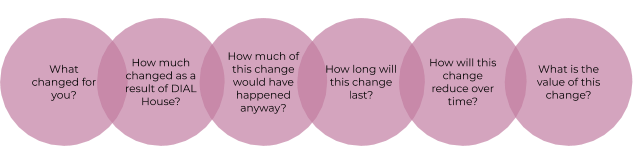 What
changed for
you?
How much
changed as a
result of DIAL
House?
How much of
this change
would have
happened
anyway?
How long will
this change
last?
How will this
change
reduce over
time?
What is the
value of this
change?